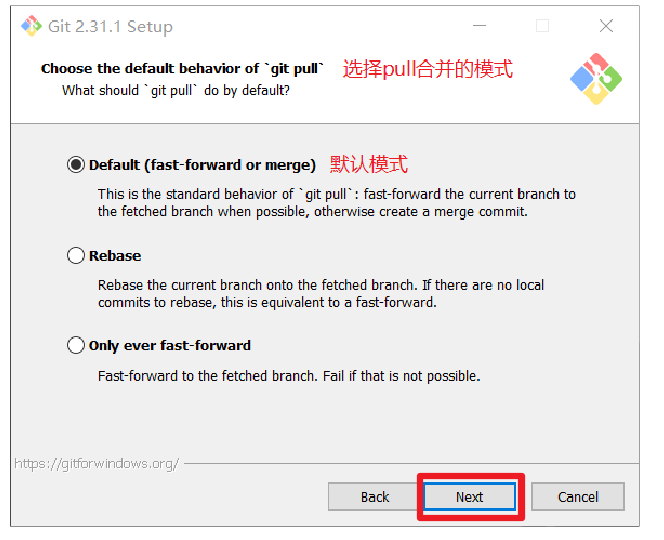 Git 2.31.1 Setup
Choose the default behavior of `git pull` 选择pull合并的模式
What should `git pull` do by default?
Default (fast-forward or merge) 默认模式
This is the standard behavior of `git pull`: fast-forward the current branch to
the fetched branch when possible, otherwise create a merge commit.
Rebase
Rebase the current branch onto the fetched branch. If there are no local
commits to rebase, this is equivalent to a fast-forward.
Only ever fast-forward
Fast-forward to the fetched branch. Fail if that is not possible.
https://gitforwindows.org/
Back Next Cancel